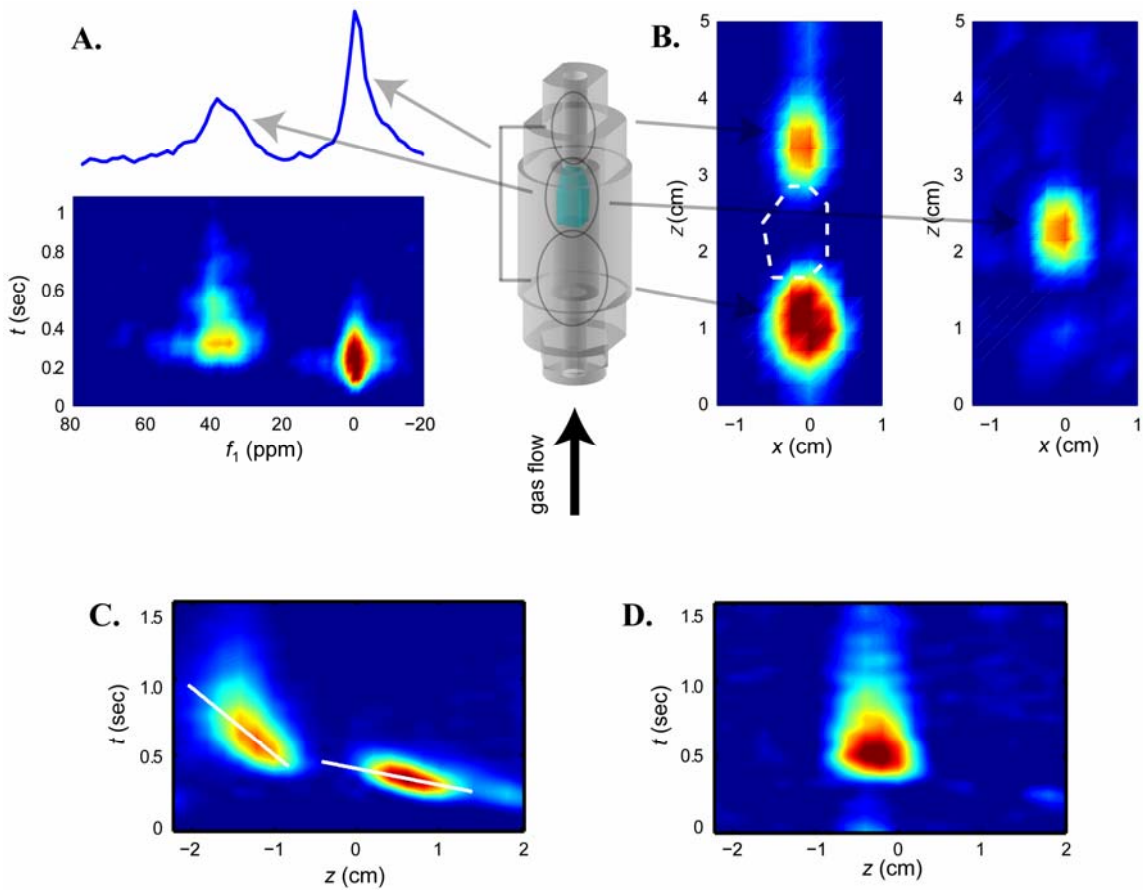 A.
t (sec)
1
0.8
0.6
0.4
0.2
0
80 60 40 20 0 −20
f1 (ppm)
gas flow
B.
z (cm)
5
4
3
2
1
0
−1 0 1
x (cm)
z (cm)
5
4
3
2
1
0
−1 0 1
x (cm)
C.
t (sec)
1.5
1.0
0.5
0
-2 -1 0 1 2
z (cm)
D.
t (sec)
1.5
1.0
0.5
0
-2 -1 0 1 2
z (cm)